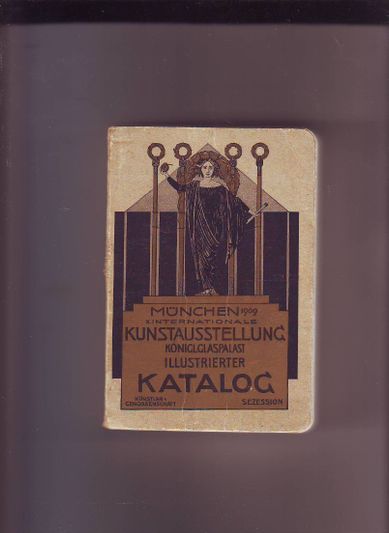 MÜNCHEN 1909
X.INTERNATIONALE
KUNSTAUSSTELLUNG
KÖNIGL.GLASPALAST
ILLUSTRIERTER
KATALOG
KÜNSTLER-
GENOSSENSCHAFT
SEZESSION